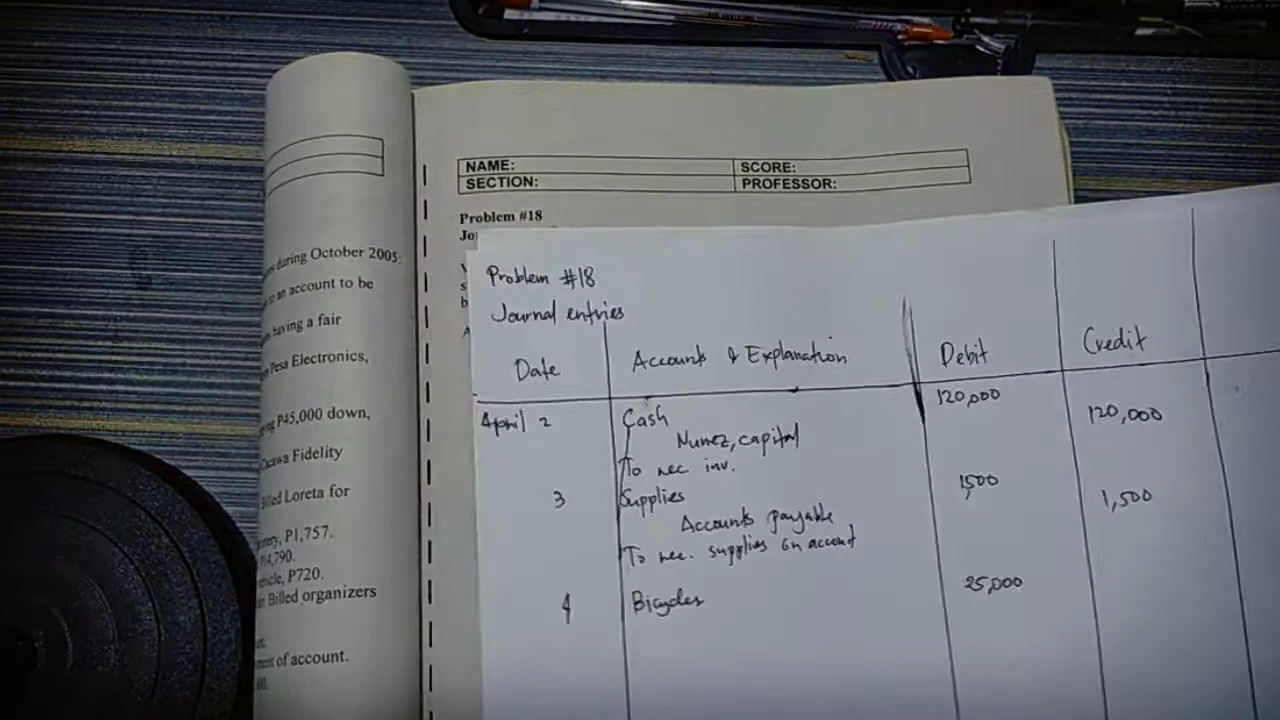 NAME: SCORE:
SECTION: PROFESSOR:
Problem #18
Jo
during October 2005:
an account to be
having a fair
Pesa Electronics,
P45,000 down,
Fidelity
Billed Loreta for
P1,757.
P14,790.
P720.
Billed organizers
of account.
Problem #18
Journal entries
Date Accounts & Explanation Debit Credit
April 2 Cash 120,000
Nunez, capital 120,000
To rec inv.
3 Supplies 1,500
Accounts payable 1,500
To rec. supplies on account
4 Bicycles 25,000